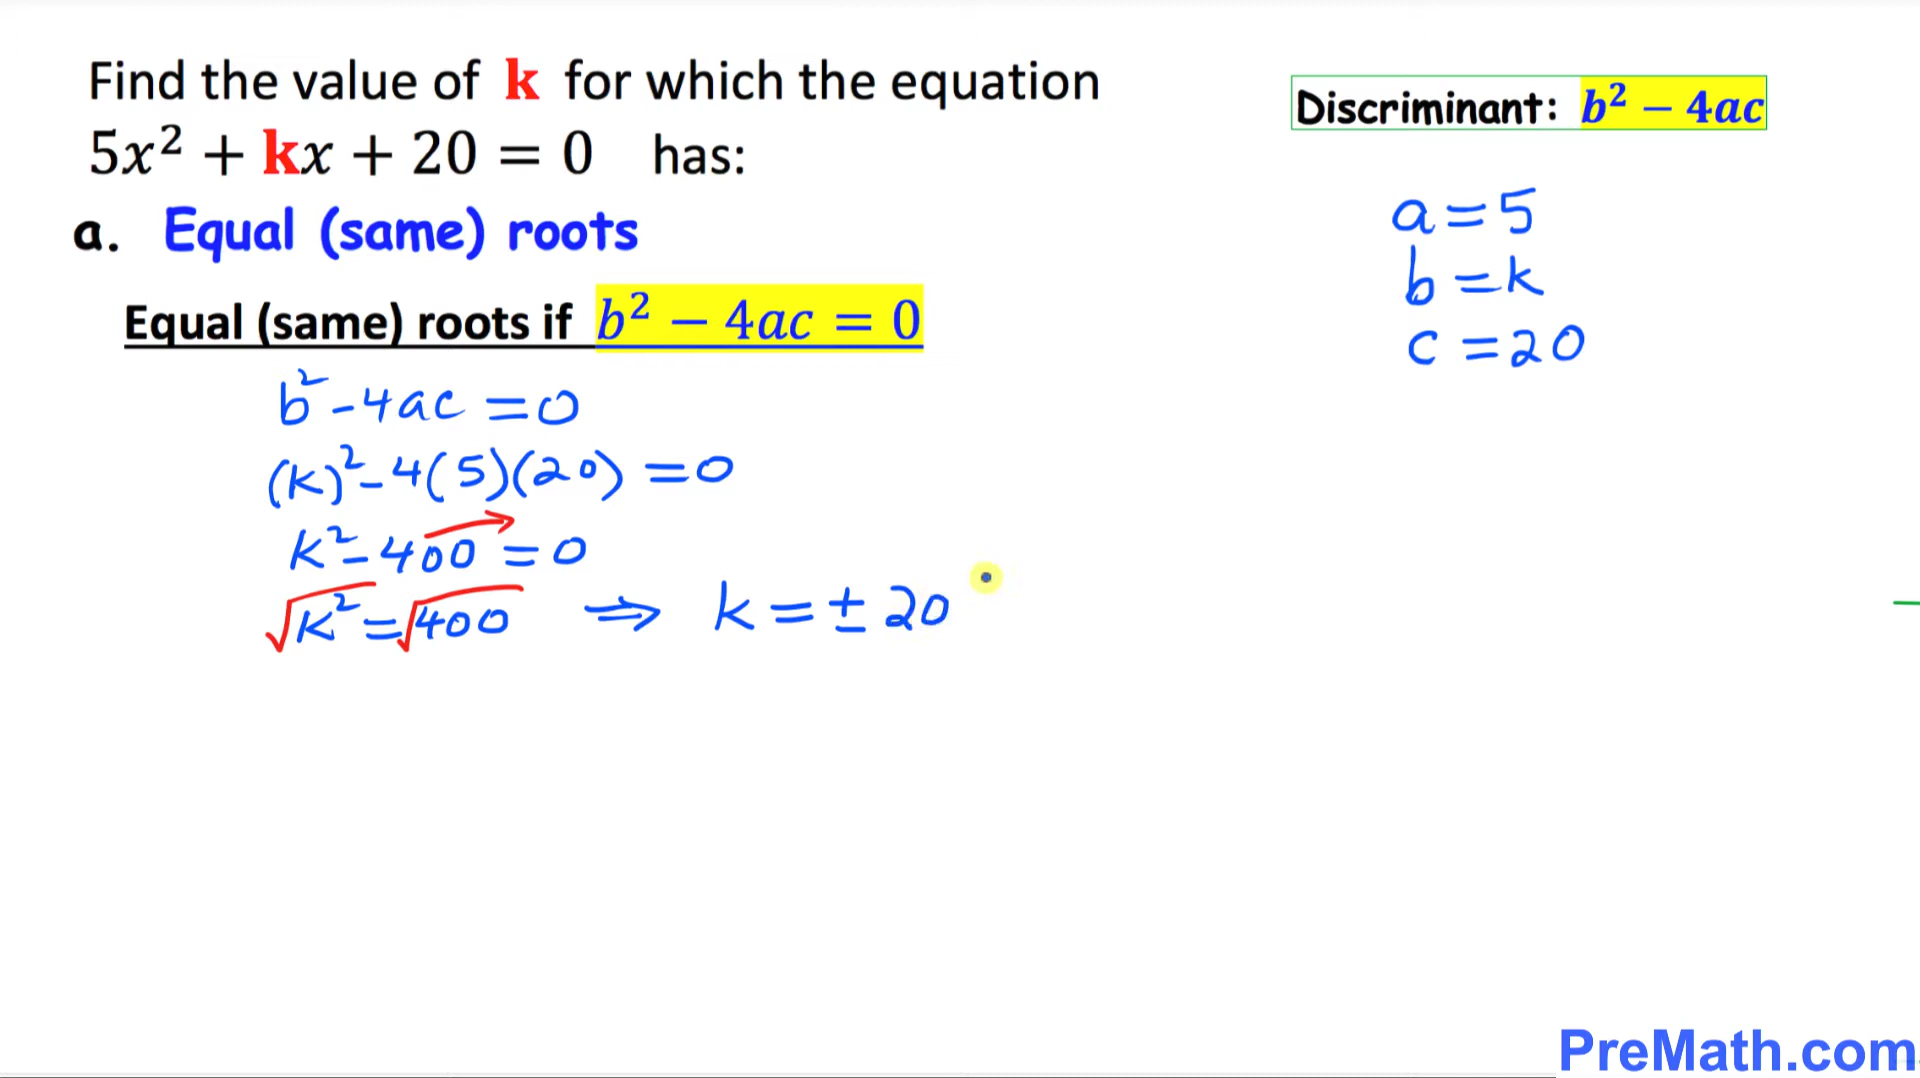 Find the value of k for which the equation
5x² + kx + 20 = 0 has:
a. Equal (same) roots
Equal (same) roots if b² − 4ac = 0
b² - 4ac = 0
(k)² - 4(5)(20) = 0
k² - 400 = 0
√k² = √400 ⇒ k = ± 20
Discriminant: b² − 4ac
a = 5
b = k
c = 20
PreMath.com